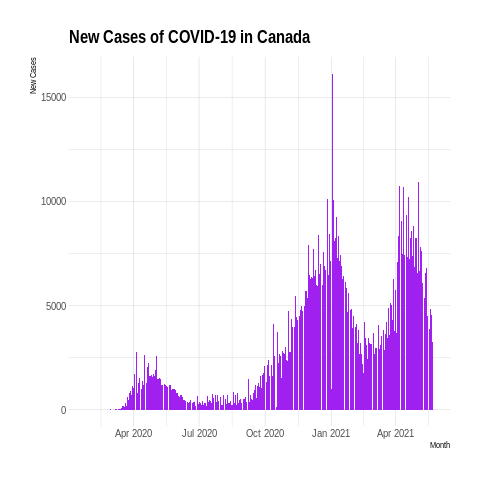 New Cases of COVID-19 in Canada
New Cases
15000
10000
5000
0
Apr 2020 Jul 2020 Oct 2020 Jan 2021 Apr 2021
Month